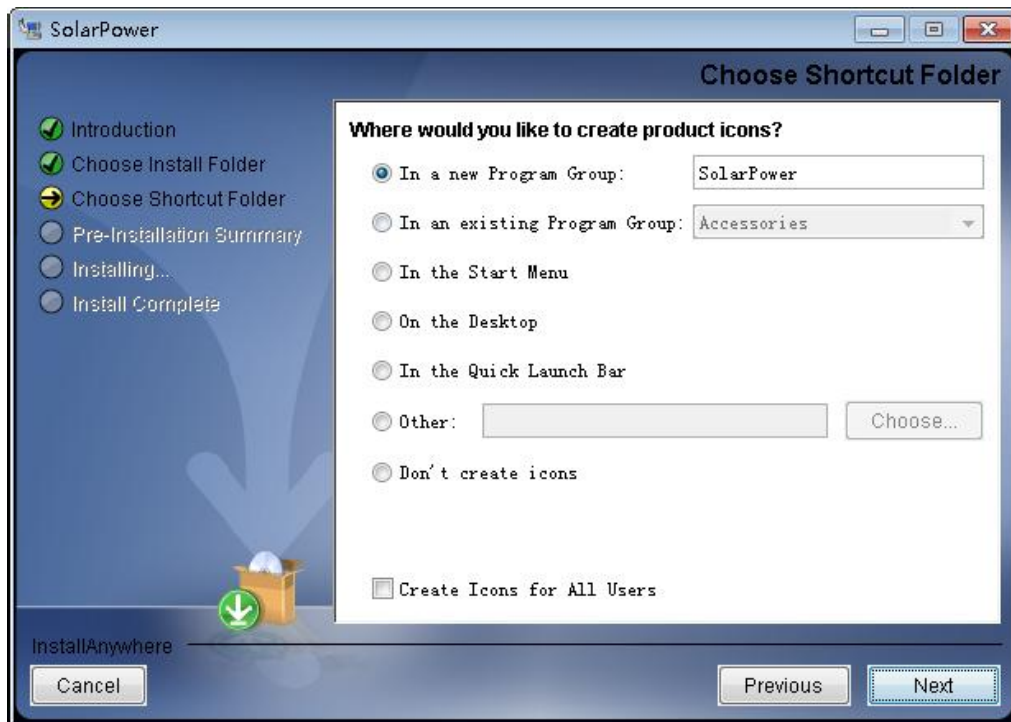 SolarPower
Choose Shortcut Folder
Introduction
Choose Install Folder
Choose Shortcut Folder
Pre-Installation Summary
Installing...
Install Complete
Where would you like to create product icons?
In a new Program Group: SolarPower
In an existing Program Group: Accessories
In the Start Menu
On the Desktop
In the Quick Launch Bar
Other: Choose...
Don't create icons
Create Icons for All Users
InstallAnywhere
Cancel Previous Next